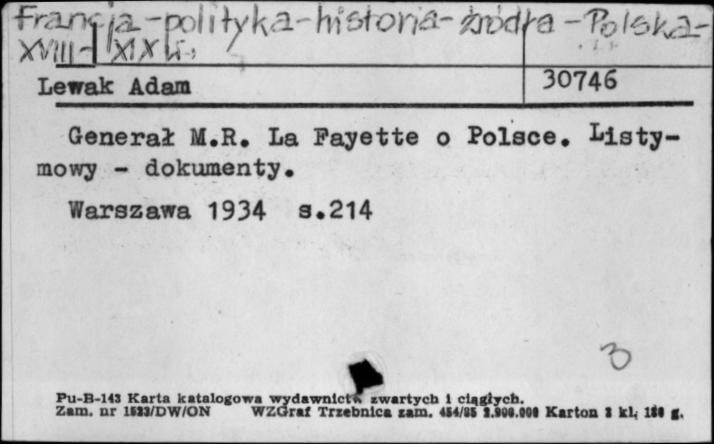 Francja-polityka-historia-źródła-Polska-
XVIII-XIX w.
Lewak Adam 30746
Generał M.R. La Fayette o Polsce. Listy-
mowy - dokumenty.
Warszawa 1934 s.214
3
Pu-B-143 Karta katalogowa wydawnictw zwartych i ciągłych.
Zam. nr 1523/DW/ON WZGraf Trzebnica zam. 454/85 2.900.000 Karton 3 kl. 180 g.